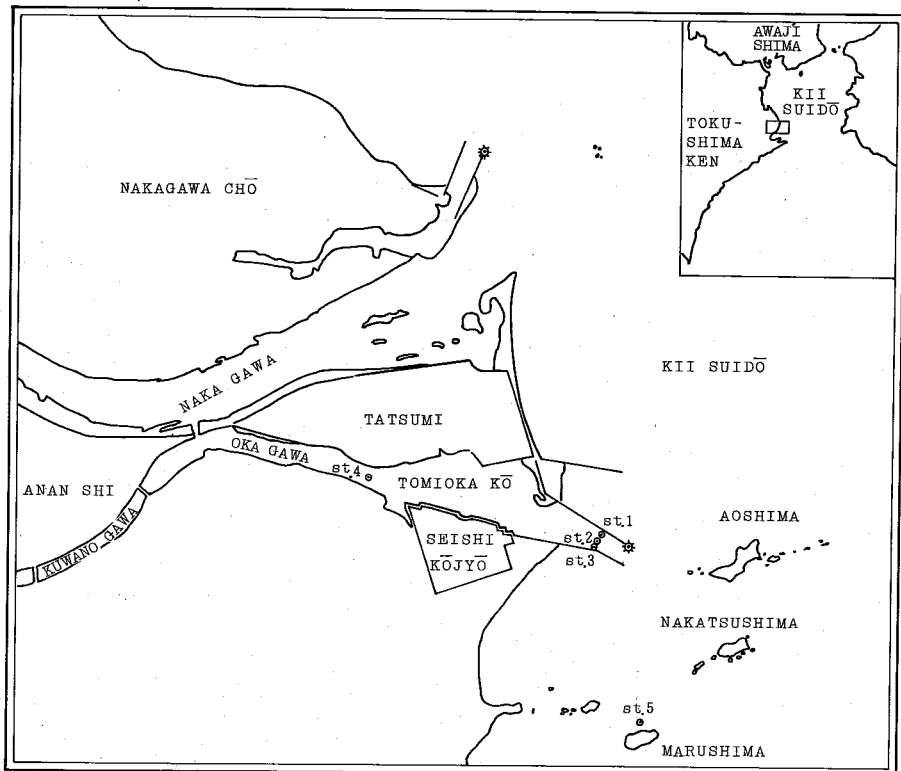 AWAJI
SHIMA
KII
SUIDŌ
TOKU-
SHIMA
KEN
NAKAGAWA CHŌ
KII SUIDŌ
NAKA GAWA
TATSUMI
OKA GAWA
st.4
ANAN SHI
TOMIOKA KŌ
KUWANO GAWA
SEISHI
KŌJYŌ
st.1
st.2
st.3
AOSHIMA
NAKATSUSHIMA
st.5
MARUSHIMA